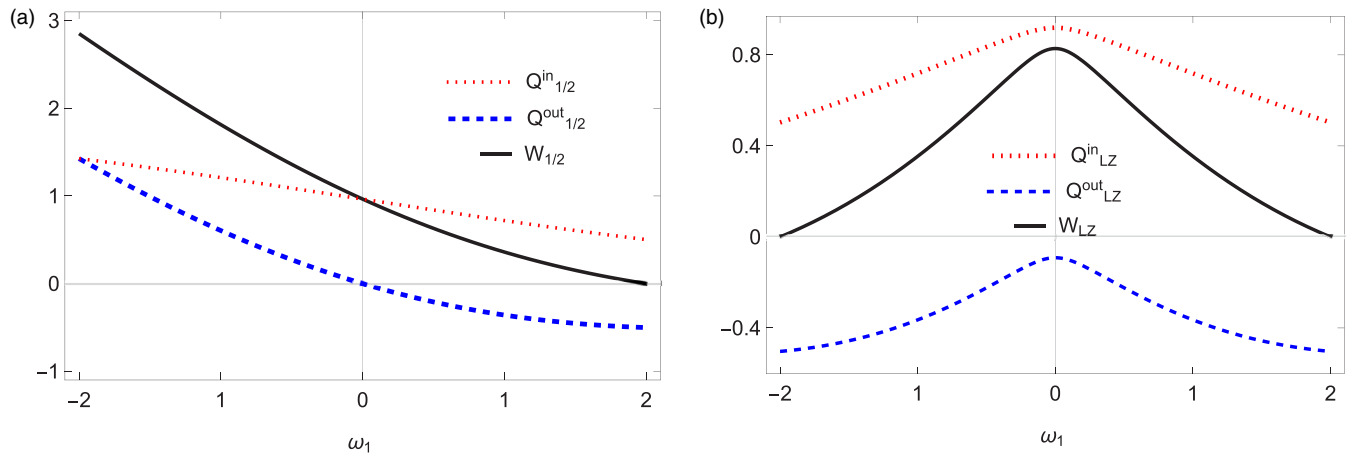 (a)
3
2
1
0
−1
Q^in_1/2
Q^out_1/2
W_1/2
−2
1
0
1
2
ω_1
(b)
0.8
0.4
0
−0.4
Q^in_LZ
Q^out_LZ
W_LZ
−2
1
0
1
2
ω_1